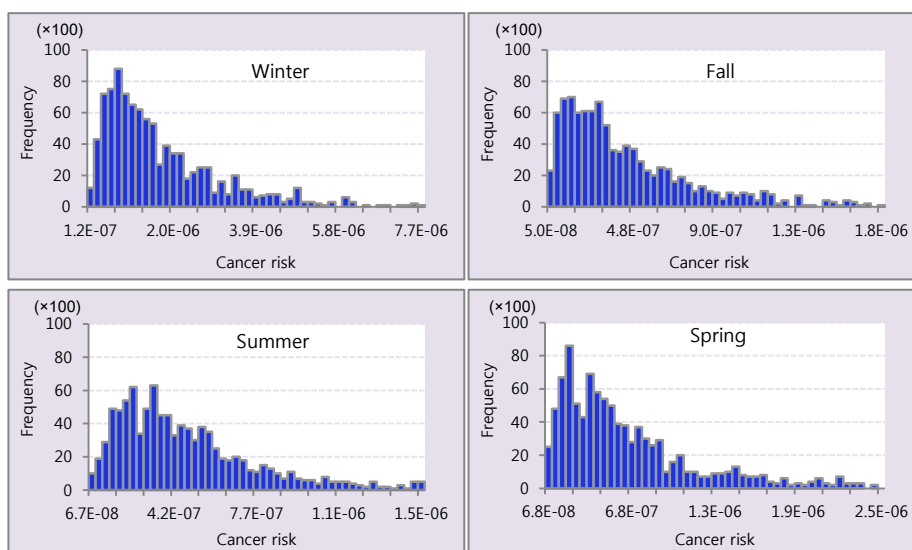 (×100)
100
80
60
40
20
0
Frequency
Winter
1.2E-07 2.0E-06 3.9E-06 5.8E-06 7.7E-06
Cancer risk
(×100)
100
80
60
40
20
0
Frequency
Fall
5.0E-08 4.8E-07 9.0E-07 1.3E-06 1.8E-06
Cancer risk
(×100)
100
80
60
40
20
0
Frequency
Summer
6.7E-08 4.2E-07 7.7E-07 1.1E-06 1.5E-06
Cancer risk
(×100)
100
80
60
40
20
0
Frequency
Spring
6.8E-08 6.8E-07 1.3E-06 1.9E-06 2.5E-06
Cancer risk